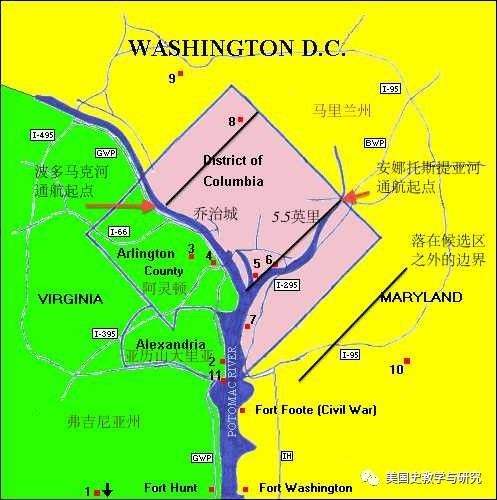 WASHINGTON D.C.
9
I-95
马里兰州
I-495
8
BWP
GWP
波多马克河
通航起点
District of
Columbia
安娜托斯提亚河
通航起点
乔治城
5.5英里
I-66
落在候选区
之外的边界
Arlington
County
3
4
5
6
阿灵顿
I-295
VIRGINIA
MARYLAND
7
I-395
Alexandria
亚历山大里亚
2
11
I-95
10
POTOMAC RIVER
Fort Foote (Civil War)
弗吉尼亚州
GWP
IH
1
Fort Hunt
Fort Washington
美国史教学与研究